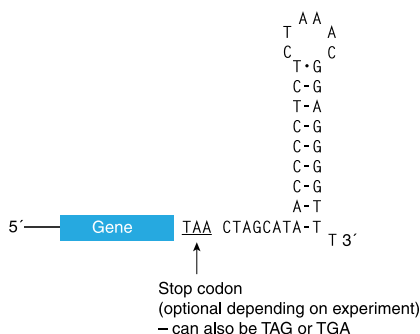 A A A
T A
C C
T·G
C-G
T-A
C-G
C-G
C-G
C-G
A-T
5´ Gene TAA CTAGCATA-T T 3´
Stop codon
(optional depending on experiment)
– can also be TAG or TGA